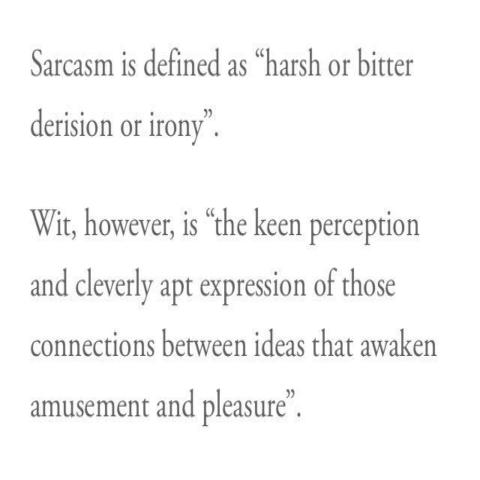 Sarcasm is defined as “harsh or bitter
derision or irony”.
Wit, however, is “the keen perception
and cleverly apt expression of those
connections between ideas that awaken
amusement and pleasure”.